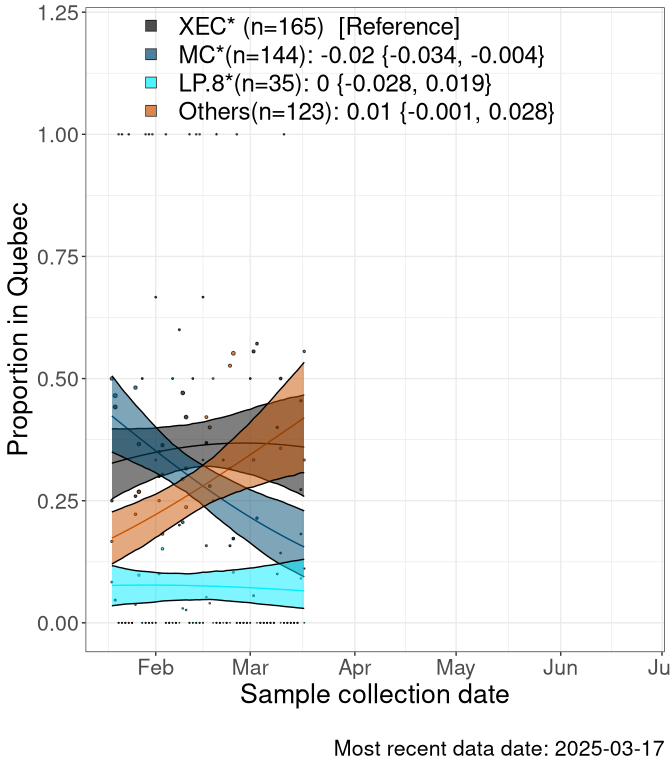 XEC* (n=165)  [Reference]
MC*(n=144): -0.02 {-0.034, -0.004}
LP.8*(n=35): 0 {-0.028, 0.019}
Others(n=123): 0.01 {-0.001, 0.028}
1.25
1.00
0.75
0.50
0.25
0.00
Proportion in Quebec
Feb Mar Apr May Jun Ju
Sample collection date
Most recent data date: 2025-03-17